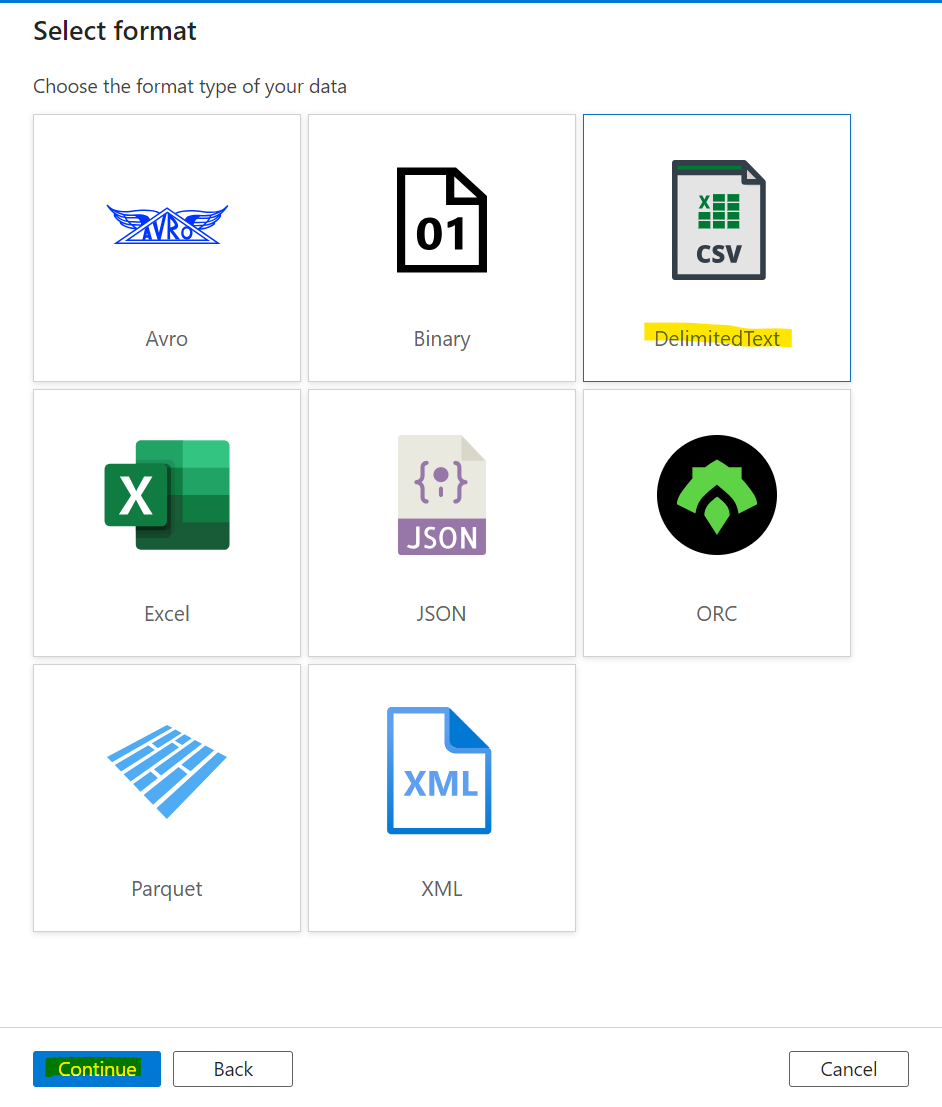 Select format
Choose the format type of your data
AVRO
01
X
CSV
Avro
Binary
DelimitedText
X
{ }
JSON
Excel
JSON
ORC
XML
Parquet
XML
Continue
Back
Cancel